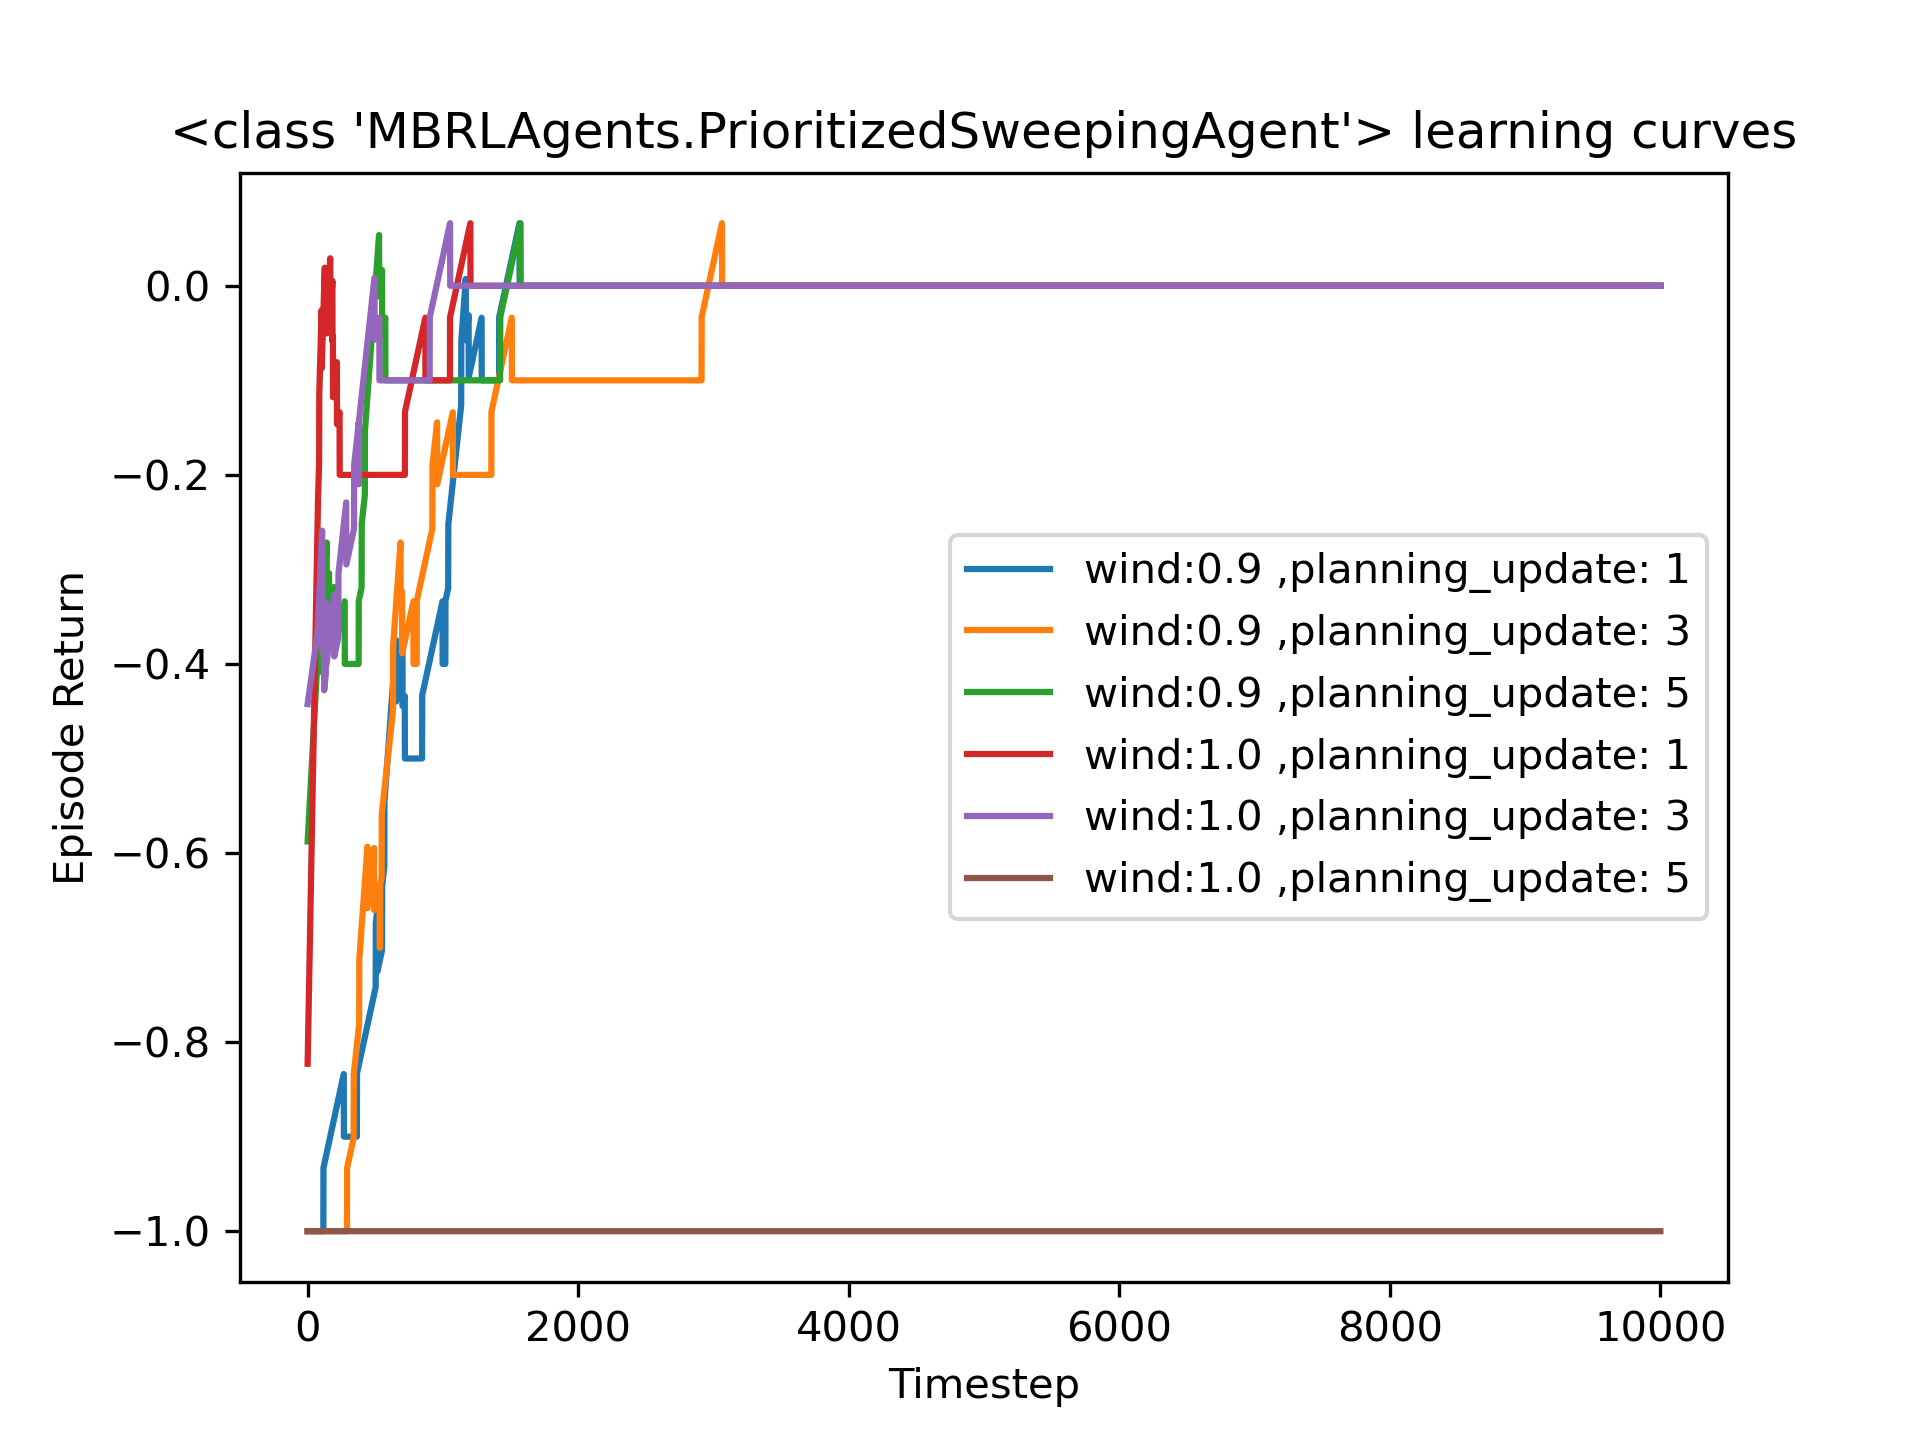 <class 'MBRLAgents.PrioritizedSweepingAgent'> learning curves
0.0
−0.2
−0.4
−0.6
−0.8
−1.0
Episode Return
wind:0.9 ,planning_update: 1
wind:0.9 ,planning_update: 3
wind:0.9 ,planning_update: 5
wind:1.0 ,planning_update: 1
wind:1.0 ,planning_update: 3
wind:1.0 ,planning_update: 5
0 2000 4000 6000 8000 10000
Timestep